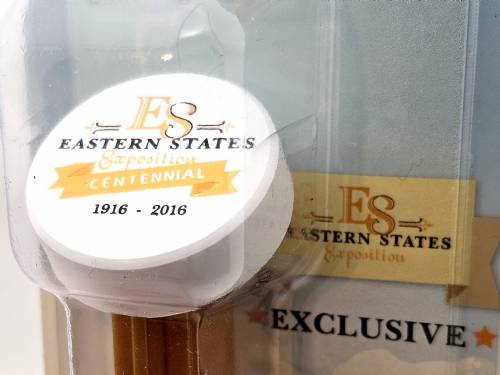 ES
EASTERN STATES
Exposition
CENTENNIAL
1916 - 2016
ES
EASTERN STATES
Exposition
EXCLUSIVE